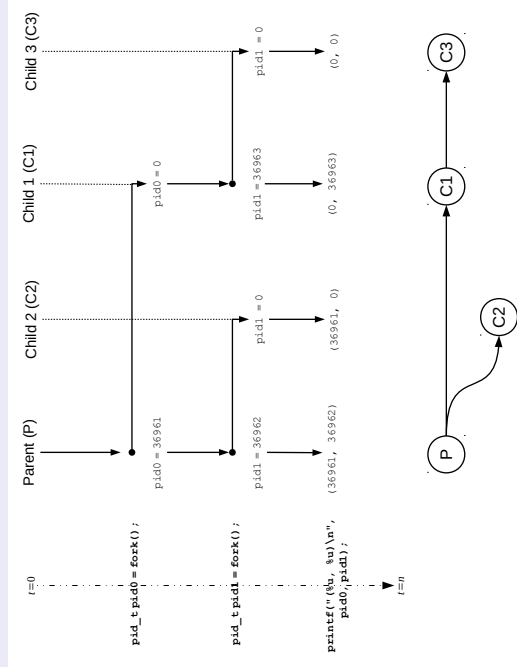 t=0
Parent (P)
Child 2 (C2)
Child 1 (C1)
Child 3 (C3)
pid_t pid0 = fork();
pid0 = 36961
pid0 = 0
pid_t pid1 = fork();
pid1 = 36962
pid1 = 0
pid1 = 36963
pid1 = 0
printf("(%u, %u)\n",
pid0, pid1);
(36961, 36962)
(36961, 0)
(0, 36963)
(0, 0)
t=n
P
C2
C1
C3